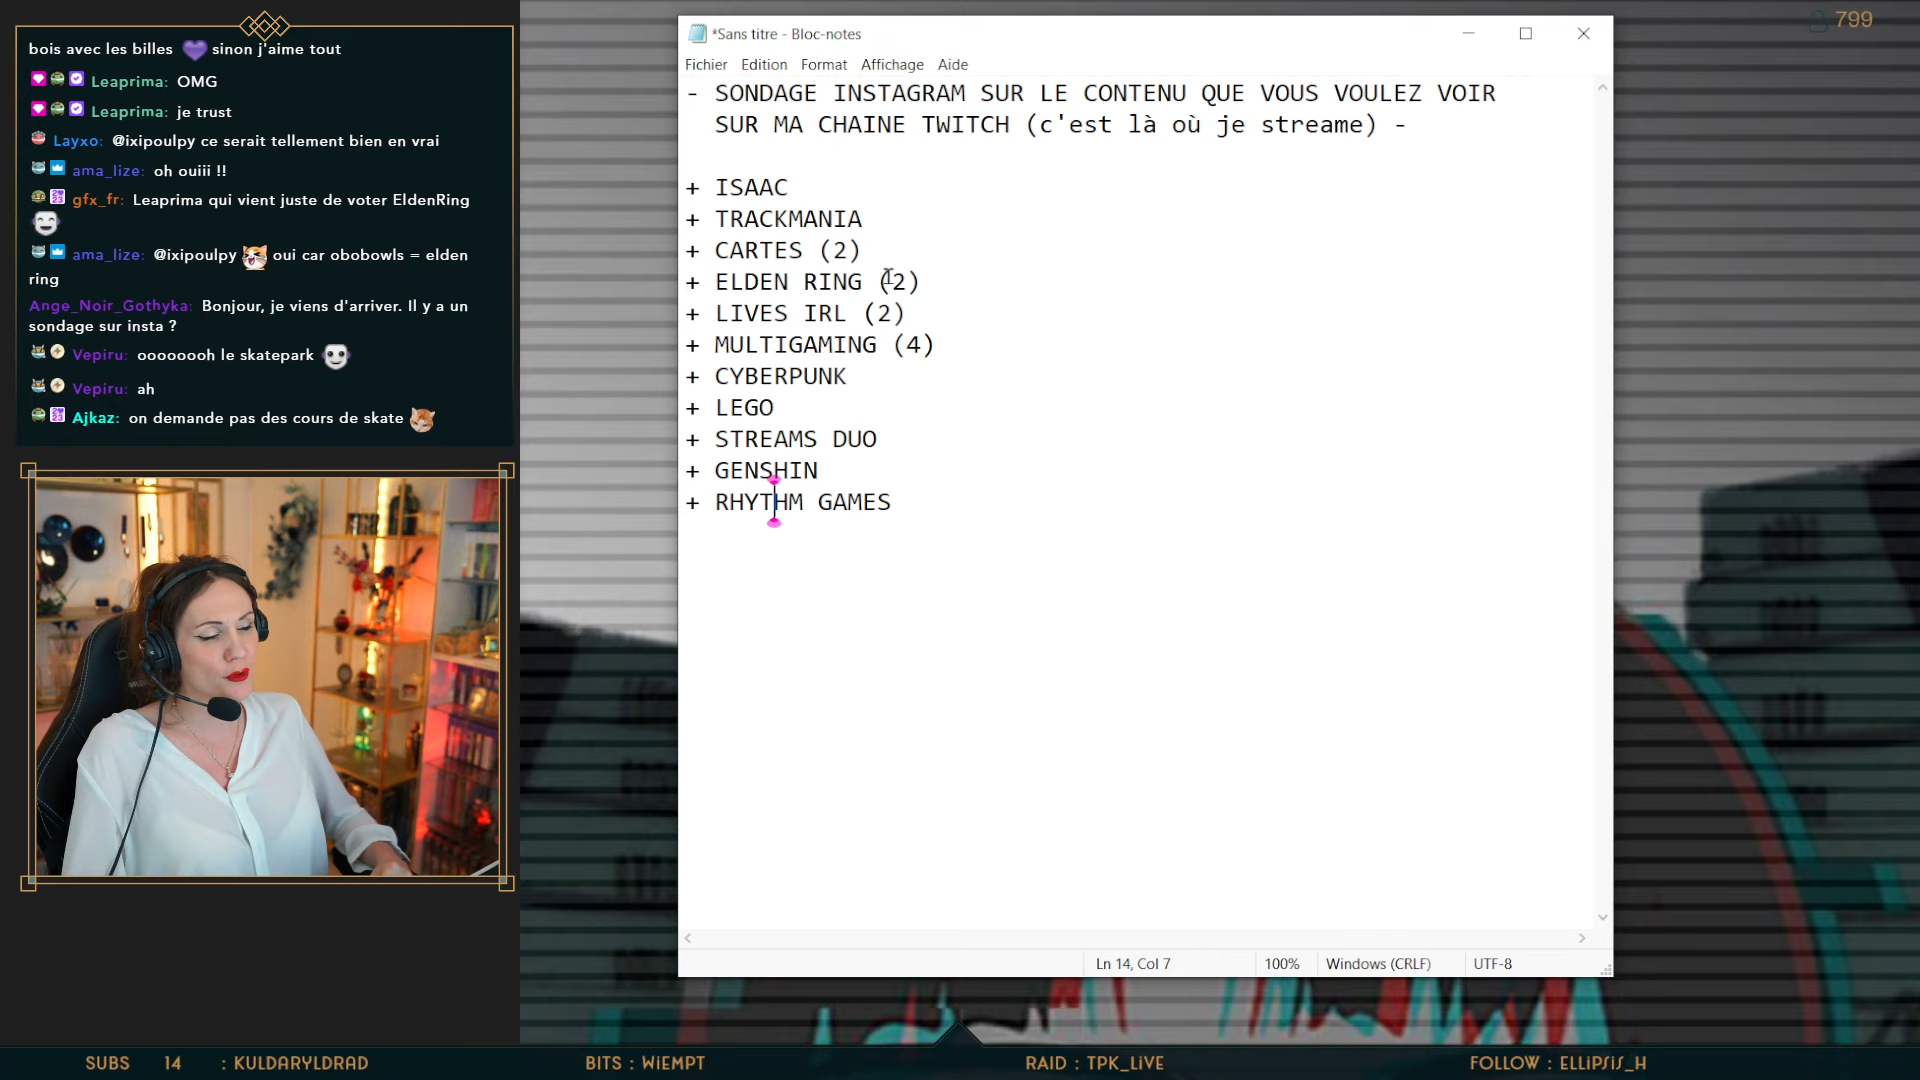 bois avec les billes sinon j'aime tout
Leaprima: OMG
Leaprima: je trust
Layxo: @ixipoulpy ce serait tellement bien en vrai
ama_lize: oh ouiii !!
gfx_fr: Leaprima qui vient juste de voter EldenRing
ama_lize: @ixipoulpy oui car obobowls = elden
ring
Ange_Noir_Gothyka: Bonjour, je viens d'arriver. Il y a un
sondage sur insta ?
Vepiru: oooooooh le skatepark
Vepiru: ah
Ajkaz: on demande pas des cours de skate
799
*Sans titre - Bloc-notes
Fichier Edition Format Affichage Aide
- SONDAGE INSTAGRAM SUR LE CONTENU QUE VOUS VOULEZ VOIR
SUR MA CHAINE TWITCH (c'est là où je streame) -
+ ISAAC
+ TRACKMANIA
+ CARTES (2)
+ ELDEN RING (2)
+ LIVES IRL (2)
+ MULTIGAMING (4)
+ CYBERPUNK
+ LEGO
+ STREAMS DUO
+ GENSHIN
+ RHYTHM GAMES
Ln 14, Col 7 100% Windows (CRLF) UTF-8
SUBS 14 : KULDARYLDRAD BITS : WIEMPT RAID : TPK_LIVE FOLLOW : ELLIPSIS_H